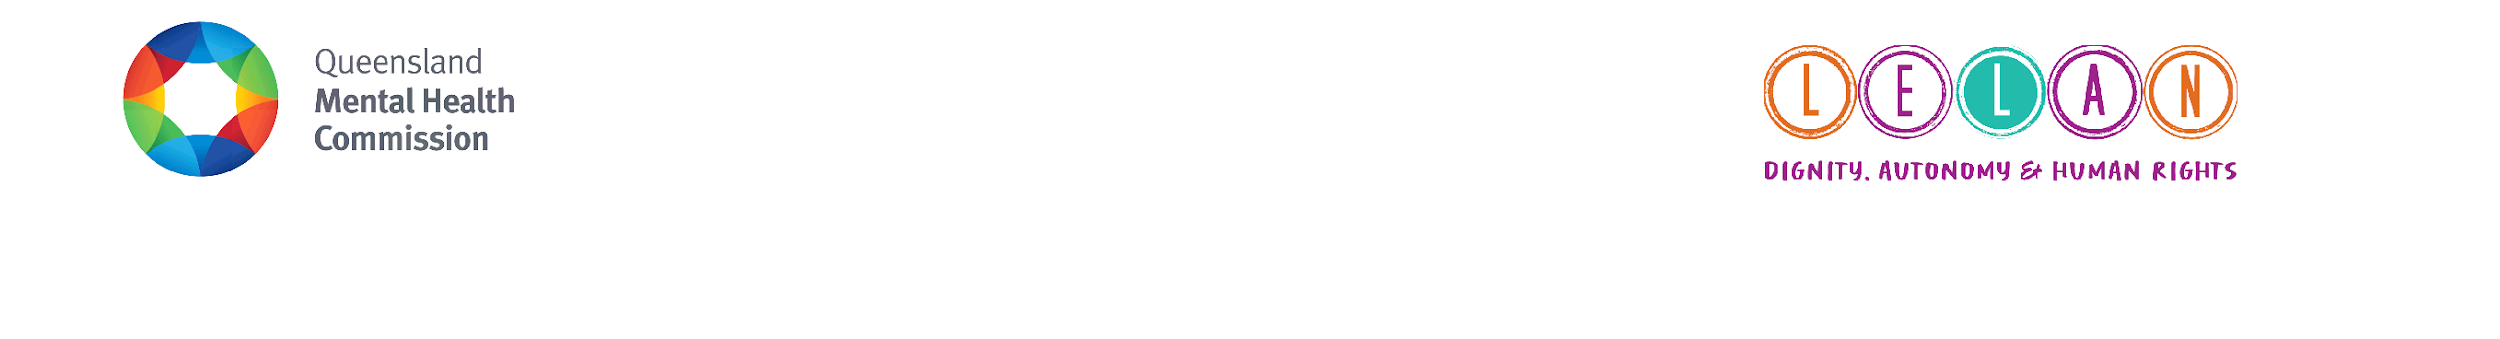 Queensland
Mental Health
Commission
LELAN
DIGNITY, AUTONOMY & HUMAN RIGHTS